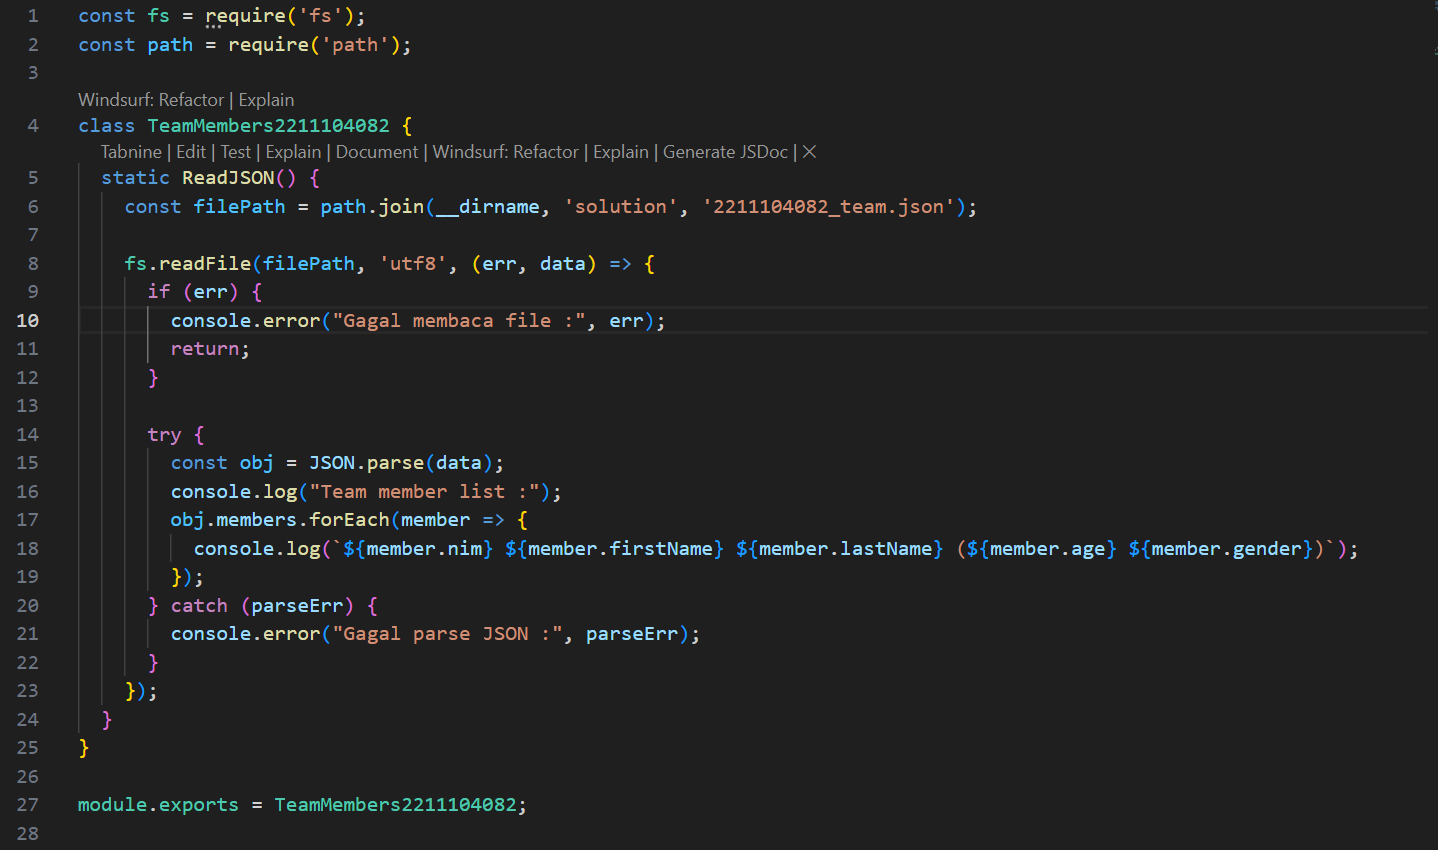 1 const fs = require('fs');
2 const path = require('path');
3
Windsurf: Refactor | Explain
4 class TeamMembers2211104082 {
Tabnine | Edit | Test | Explain | Document | Windsurf: Refactor | Explain | Generate JSDoc | ×
5 static ReadJSON() {
6 const filePath = path.join(__dirname, 'solution', '2211104082_team.json');
7
8 fs.readFile(filePath, 'utf8', (err, data) => {
9 if (err) {
10 console.error("Gagal membaca file :", err);
11 return;
12 }
13
14 try {
15 const obj = JSON.parse(data);
16 console.log("Team member list :");
17 obj.members.forEach(member => {
18 console.log(`${member.nim} ${member.firstName} ${member.lastName} (${member.age} ${member.gender})`);
19 });
20 } catch (parseErr) {
21 console.error("Gagal parse JSON :", parseErr);
22 }
23 });
24 }
25 }
26
27 module.exports = TeamMembers2211104082;
28